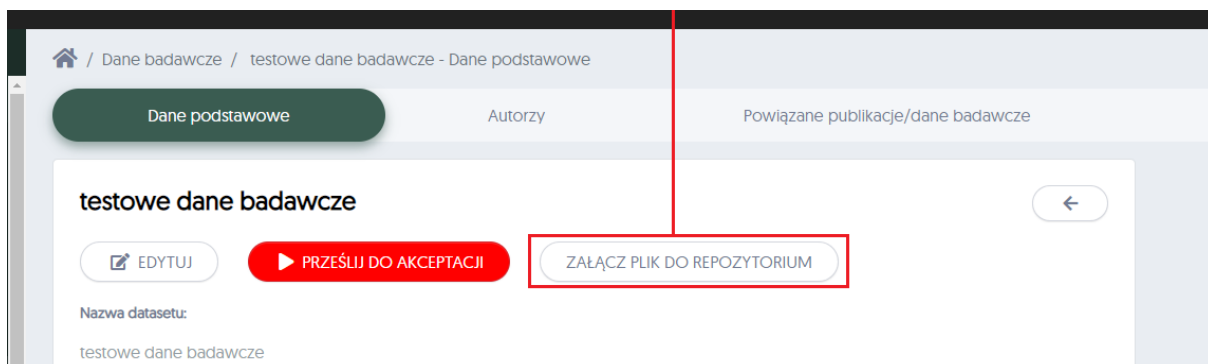 / Dane badawcze / testowe dane badawcze - Dane podstawowe
Dane podstawowe Autorzy Powiązane publikacje/dane badawcze
testowe dane badawcze
EDYTUJ PRZEŚLIJ DO AKCEPTACJI ZAŁĄCZ PLIK DO REPOZYTORIUM
Nazwa datasetu:
testowe dane badawcze